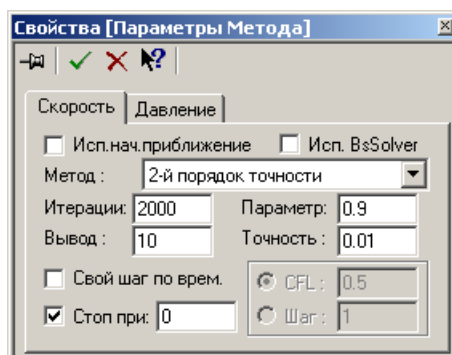 Свойства [Параметры Метода]
Скорость Давление
Исп.нач.приближение Исп. BsSolver
Метод : 2-й порядок точности
Итерации: 2000 Параметр: 0.9
Вывод : 10 Точность : 0.01
Свой шаг по врем. CFL : 0.5
Стоп при: 0 Шаг : 1